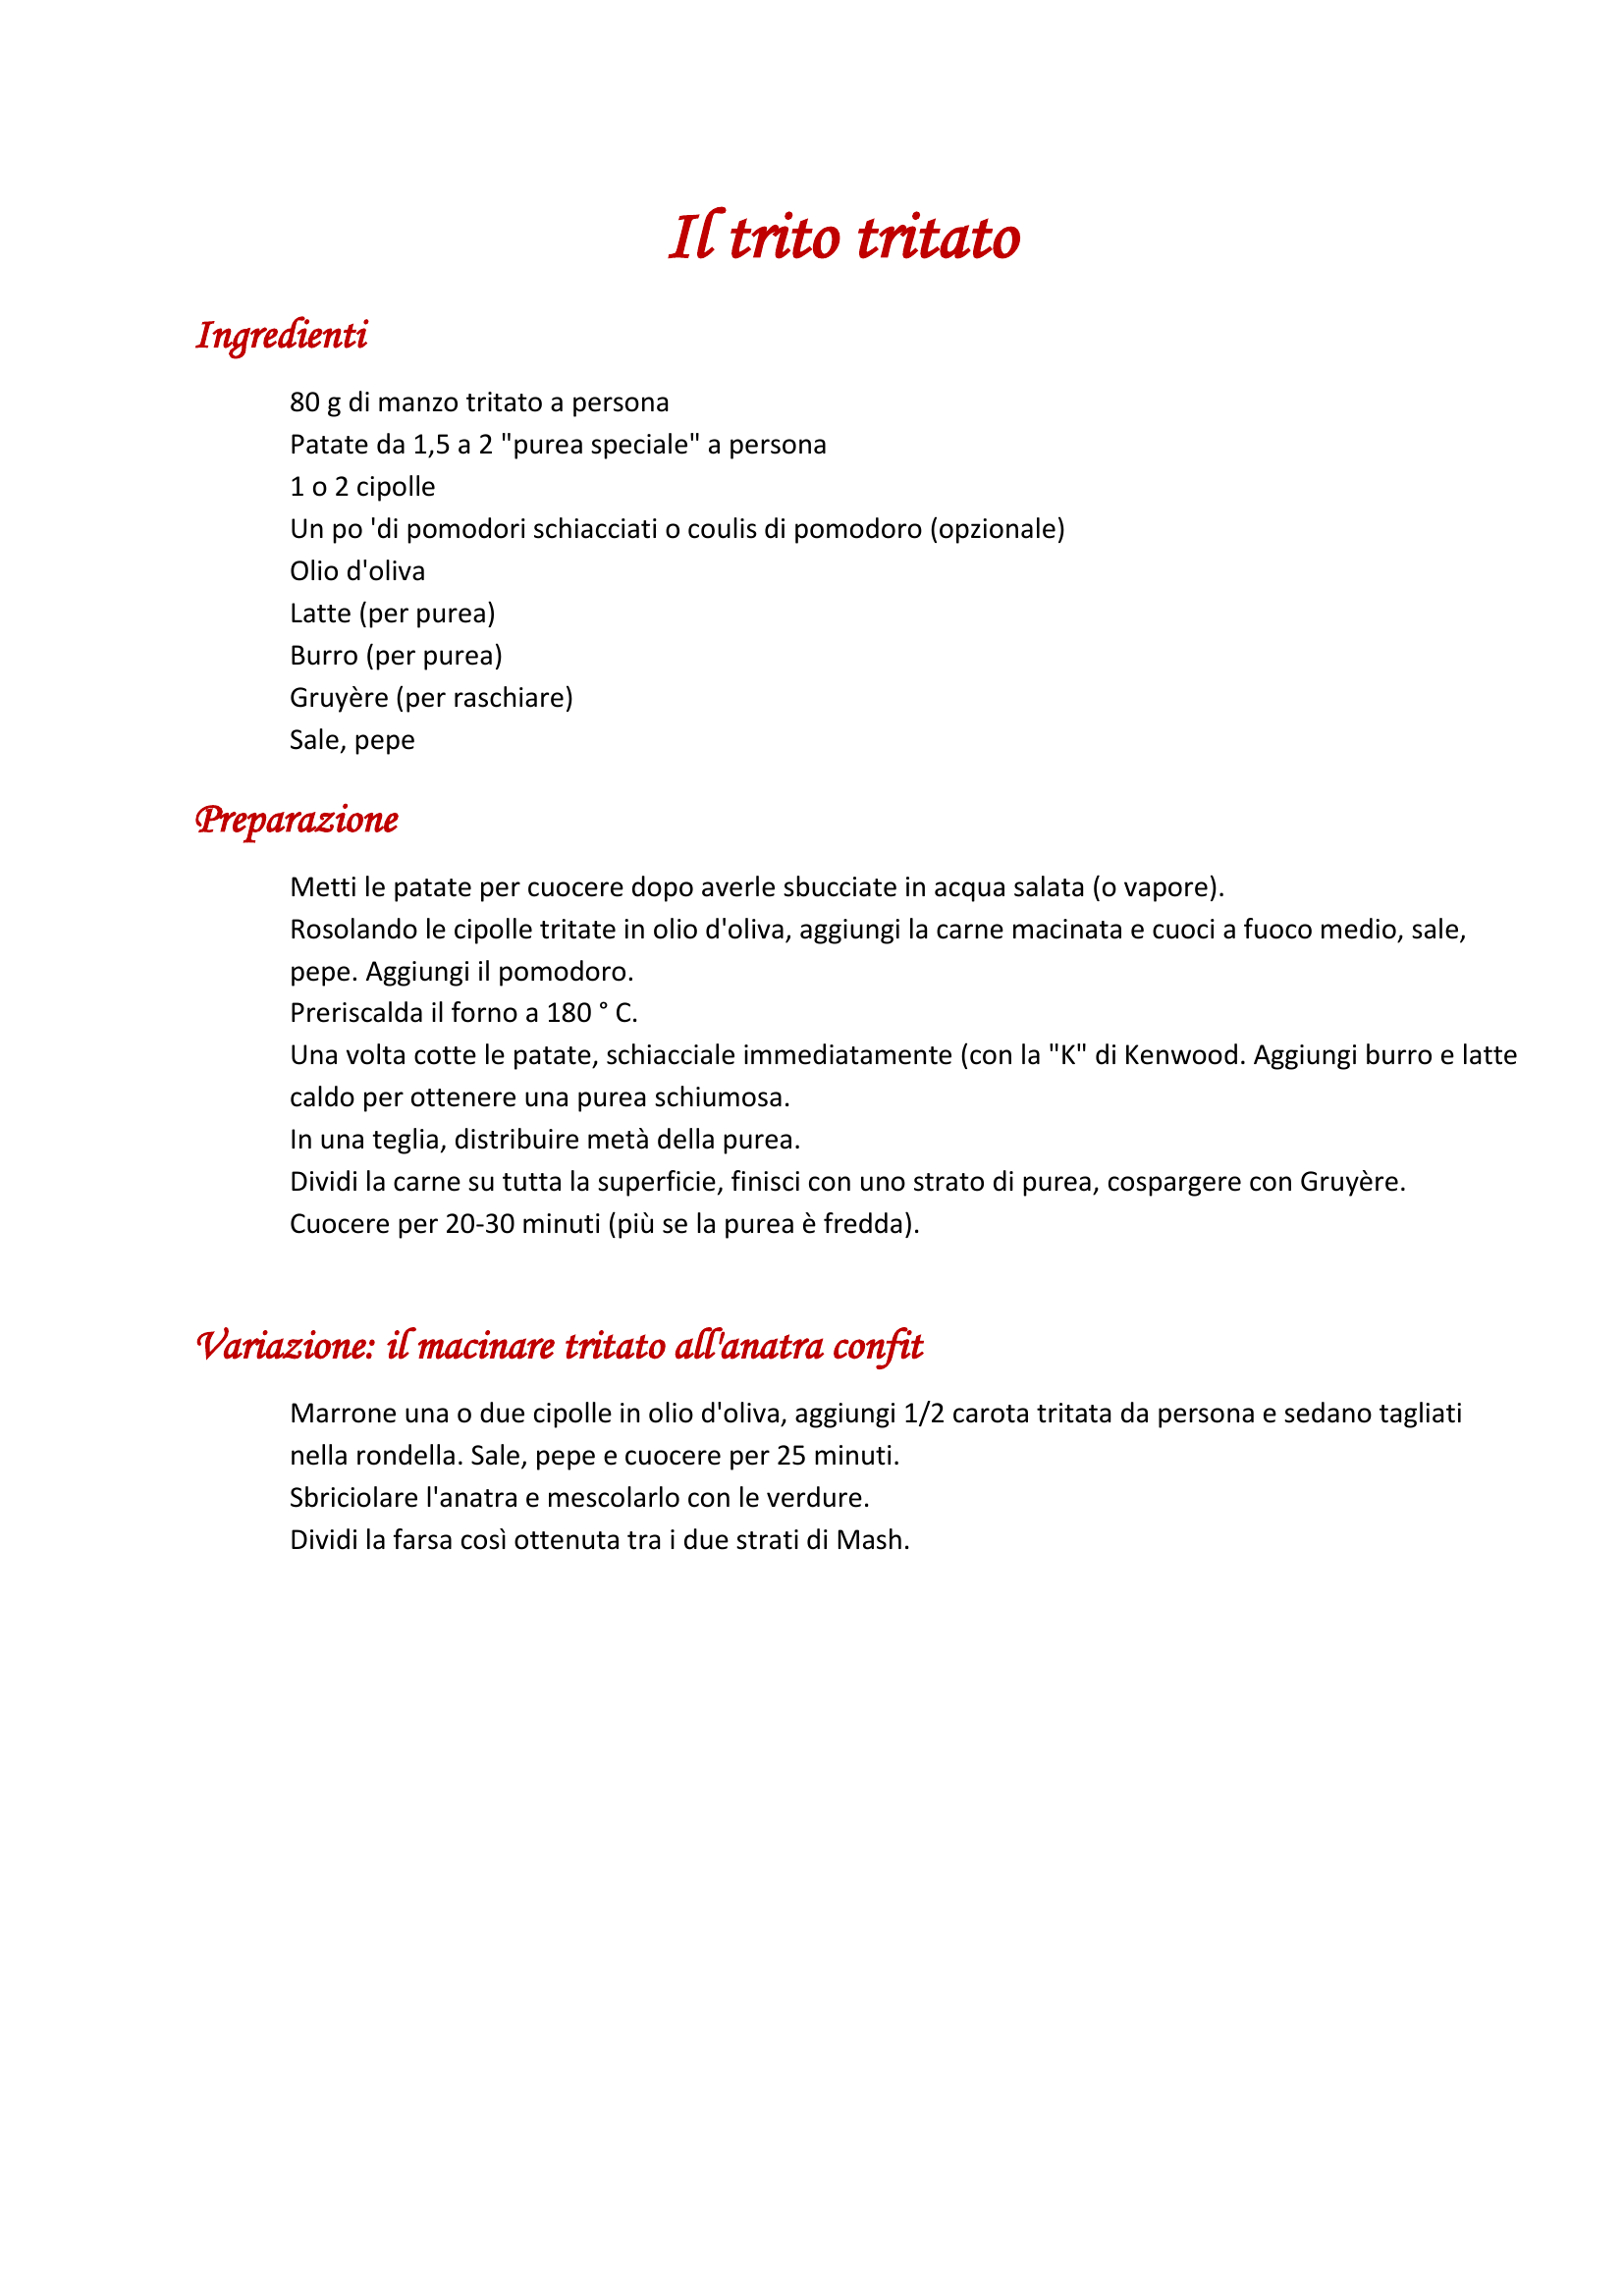 Il trito tritato
Ingredienti
80 g di manzo tritato a persona
Patate da 1,5 a 2 "purea speciale" a persona
1 o 2 cipolle
Un po 'di pomodori schiacciati o coulis di pomodoro (opzionale)
Olio d'oliva
Latte (per purea)
Burro (per purea)
Gruyère (per raschiare)
Sale, pepe
Preparazione
Metti le patate per cuocere dopo averle sbucciate in acqua salata (o vapore).
Rosolando le cipolle tritate in olio d'oliva, aggiungi la carne macinata e cuoci a fuoco medio, sale,
pepe. Aggiungi il pomodoro.
Preriscalda il forno a 180 ° C.
Una volta cotte le patate, schiacciale immediatamente (con la "K" di Kenwood. Aggiungi burro e latte
caldo per ottenere una purea schiumosa.
In una teglia, distribuire metà della purea.
Dividi la carne su tutta la superficie, finisci con uno strato di purea, cospargere con Gruyère.
Cuocere per 20-30 minuti (più se la purea è fredda).
Variazione: il macinare tritato all'anatra confit
Marrone una o due cipolle in olio d'oliva, aggiungi 1/2 carota tritata da persona e sedano tagliati
nella rondella. Sale, pepe e cuocere per 25 minuti.
Sbriciolare l'anatra e mescolarlo con le verdure.
Dividi la farsa così ottenuta tra i due strati di Mash.